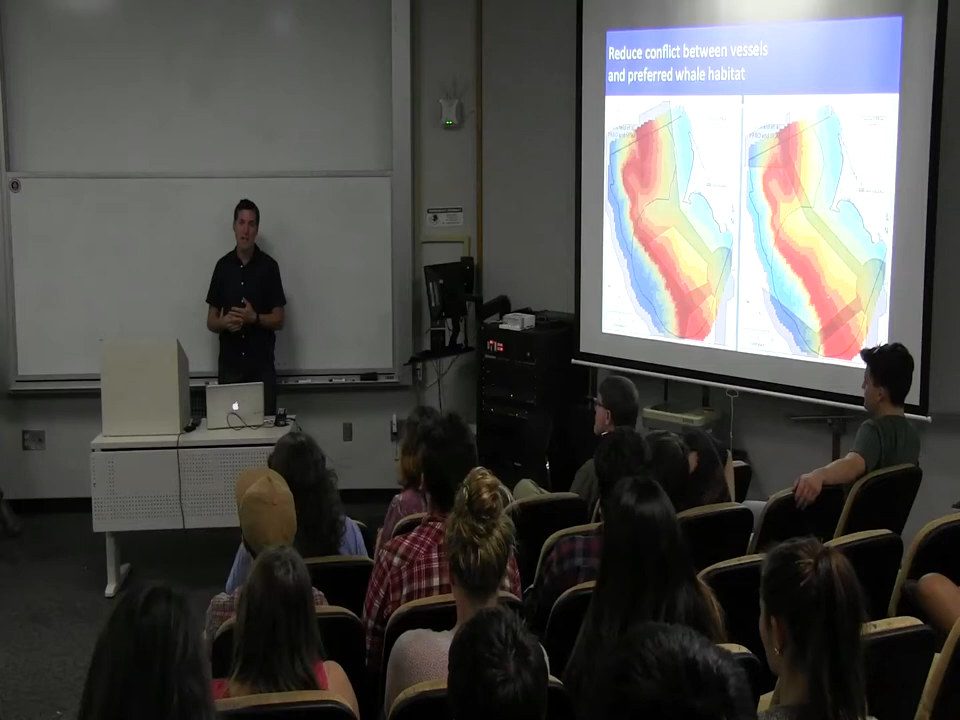 Reduce conflict between vessels
and preferred whale habitat